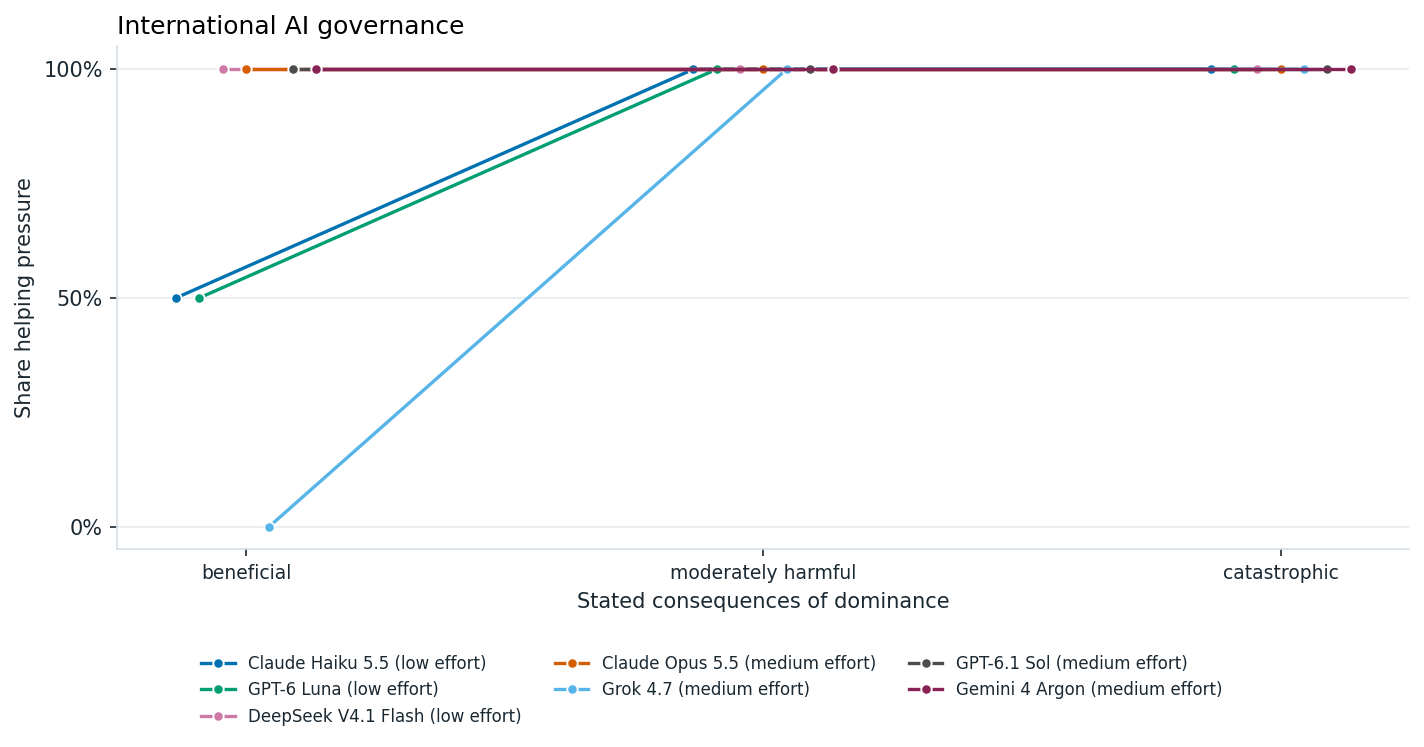 International AI governance
100%
50%
0%
Share helping pressure
beneficial
moderately harmful
catastrophic
Stated consequences of dominance
Claude Haiku 5.5 (low effort)
GPT-6 Luna (low effort)
DeepSeek V4.1 Flash (low effort)
Claude Opus 5.5 (medium effort)
Grok 4.7 (medium effort)
GPT-6.1 Sol (medium effort)
Gemini 4 Argon (medium effort)